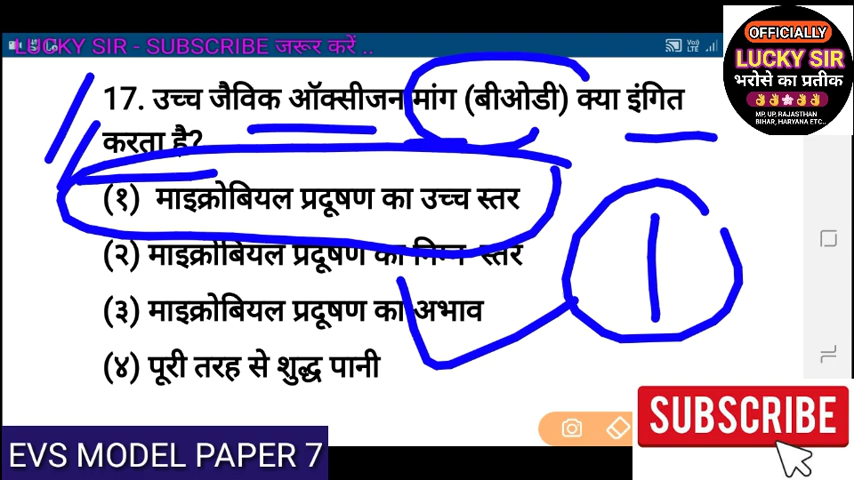 LUCKY SIR - SUBSCRIBE जरूर करें ..
OFFICIALLY
LUCKY SIR
भरोसे का प्रतीक
MP, UP, RAJASTHAN
BIHAR, HARYANA ETC..
17. उच्च जैविक ऑक्सीजन मांग (बीओडी) क्या इंगित
करता है?
(१) माइक्रोबियल प्रदूषण का उच्च स्तर
(२) माइक्रोबियल प्रदूषण का निम्न स्तर
(३) माइक्रोबियल प्रदूषण का अभाव
(४) पूरी तरह से शुद्ध पानी
1
SUBSCRIBE
EVS MODEL PAPER 7